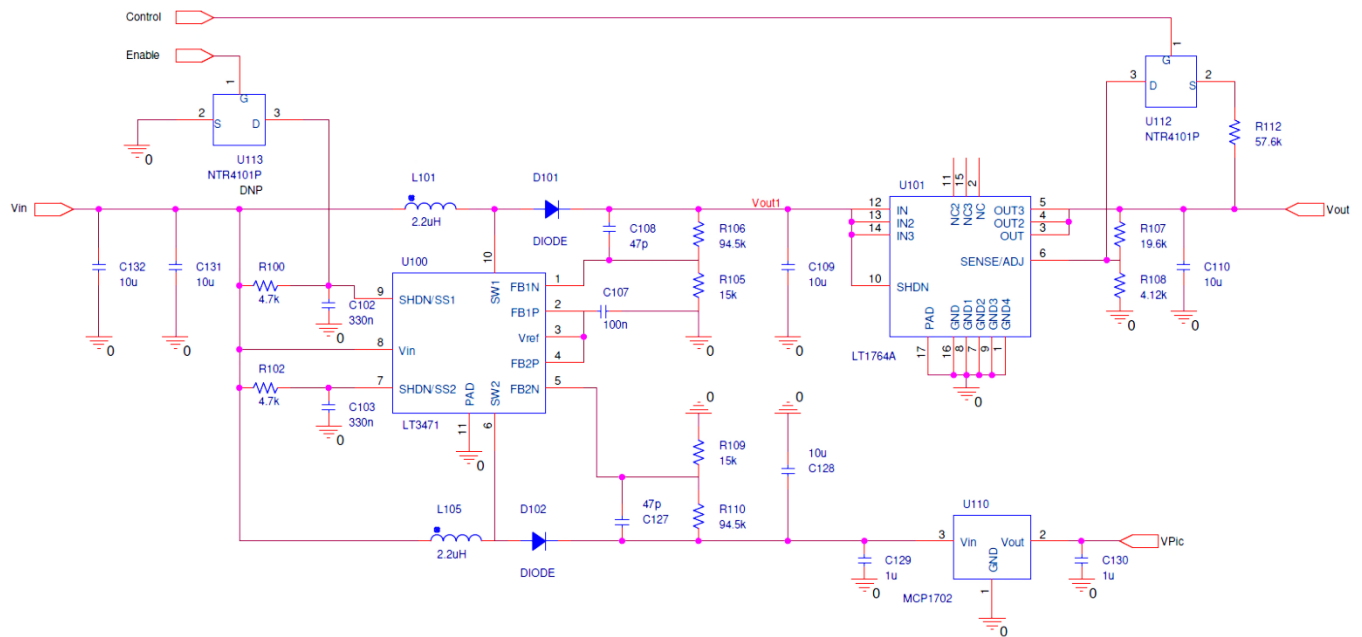 Control
Enable
1
G
2
S
D
3
U113
NTR4101P
DNP
0
1
G
3
D
S
2
U112
NTR4101P
R112
57.6k
Vin
L101
2.2uH
D101
DIODE
Vout1
C108
47p
R106
94.5k
U101
11
15
2
NC2
NC3
NC
12
IN
13
IN2
14
IN3
OUT3
5
OUT2
4
OUT
3
SENSE/ADJ
6
10
SHDN
PAD
GND
GND1
GND2
GND3
GND4
17
16
8
7
9
1
LT1764A
0
R107
19.6k
R108
4.12k
C110
10u
0
0
Vout
C132
10u
0
C131
10u
0
R100
4.7k
C102
330n
0
U100
10
SW1
9
SHDN/SS1
8
Vin
7
SHDN/SS2
FB1N
1
FB1P
2
Vref
3
FB2P
4
FB2N
5
PAD
SW2
11
6
LT3471
0
C107
100n
R105
15k
0
C109
10u
0
R102
4.7k
C103
330n
0
0
R109
15k
0
10u
C128
47p
C127
R110
94.5k
L105
2.2uH
D102
DIODE
C129
1u
0
U110
3
Vin
Vout
2
GND
1
MCP1702
0
C130
1u
0
VPic